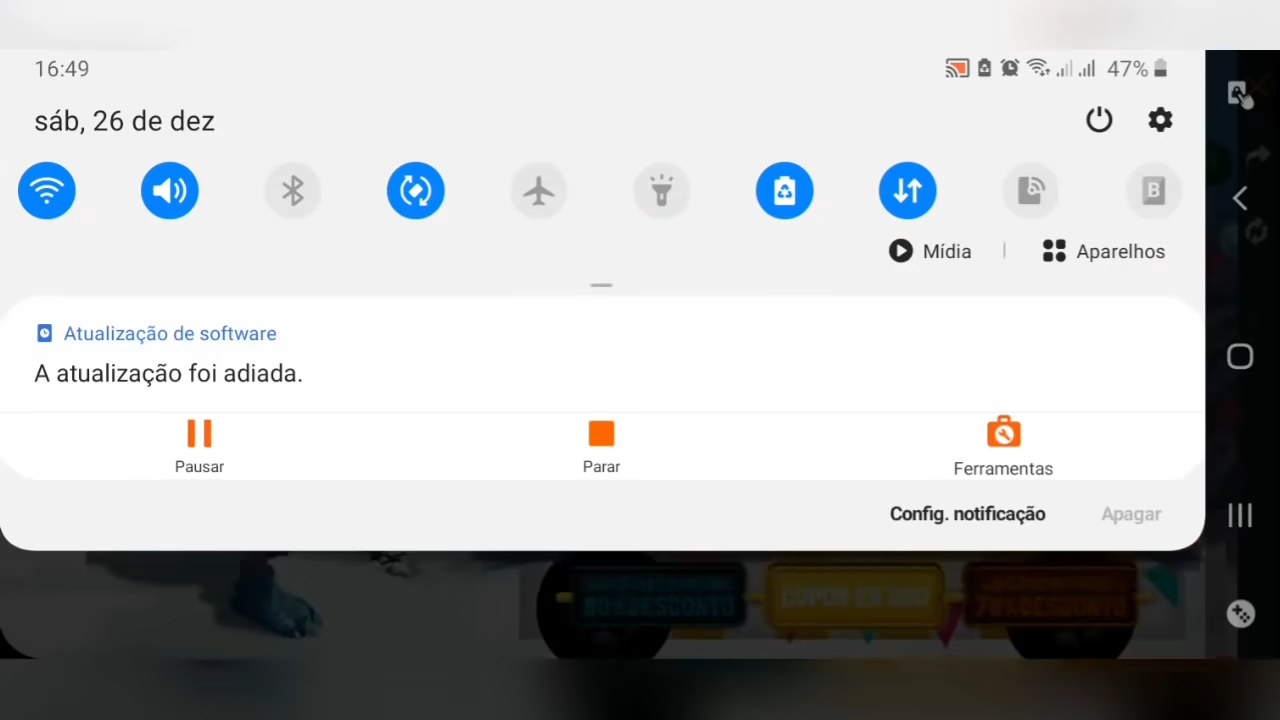 16:49
47%
sáb, 26 de dez
B
Mídia
Aparelhos
Atualização de software
A atualização foi adiada.
Pausar
Parar
Ferramentas
Config. notificação
Apagar